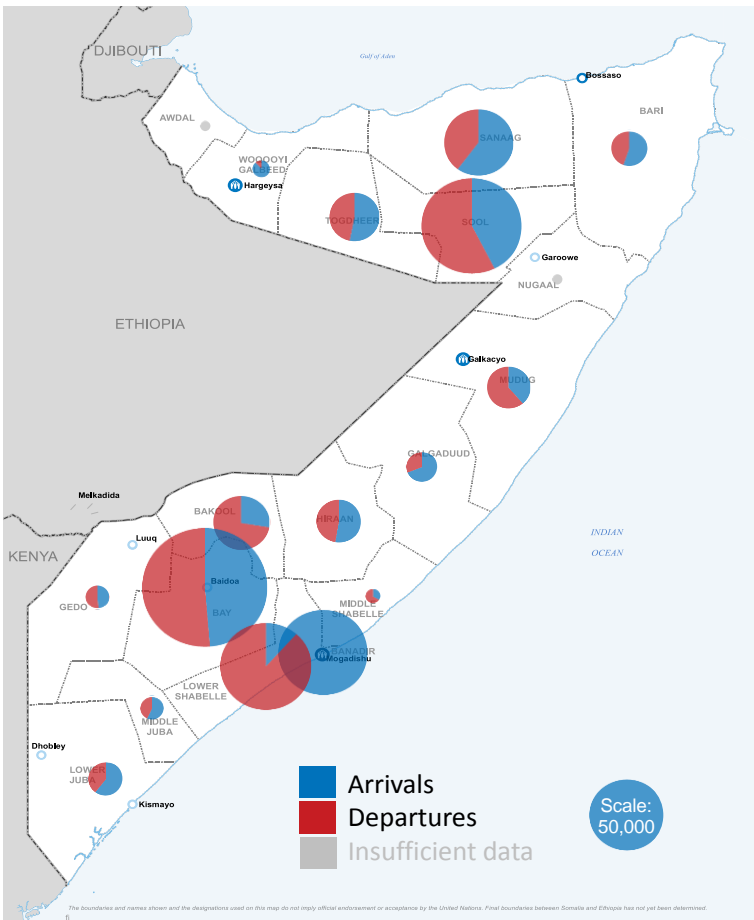 DJIBOUTI
Gulf of Aden
Bossaso
BARI
AWDAL
SANAAG
WOQOOYI
GALBEED
Hargeysa
TOGDHEER
SOOL
Garoowe
NUGAAL
ETHIOPIA
Galkacyo
MUDUG
GALGADUUD
Melkadida
BAKOOL
HIRAAN
INDIAN
OCEAN
Luuq
KENYA
Baidoa
GEDO
BAY
MIDDLE
SHABELLE
BANADIR
Mogadishu
LOWER
SHABELLE
MIDDLE
JUBA
Dhobley
LOWER
JUBA
Kismayo
Arrivals
Departures
Insufficient data
Scale:
50,000
The boundaries and names shown and the designations used on this map do not imply official endorsement or acceptance by the United Nations. Final boundaries between Somalia and Ethiopia has not yet been determined.